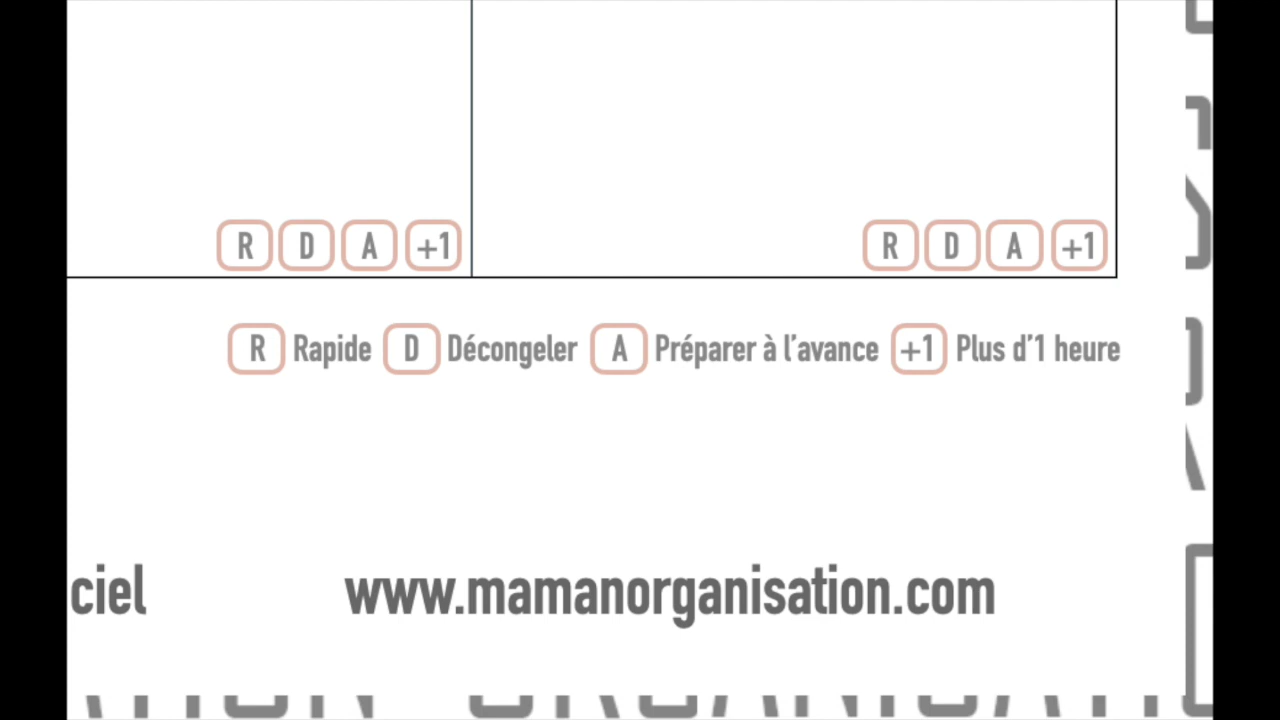 R D A +1 R D A +1
R Rapide D Décongeler A Préparer à l'avance +1 Plus d'1 heure
ciel www.mamanorganisation.com